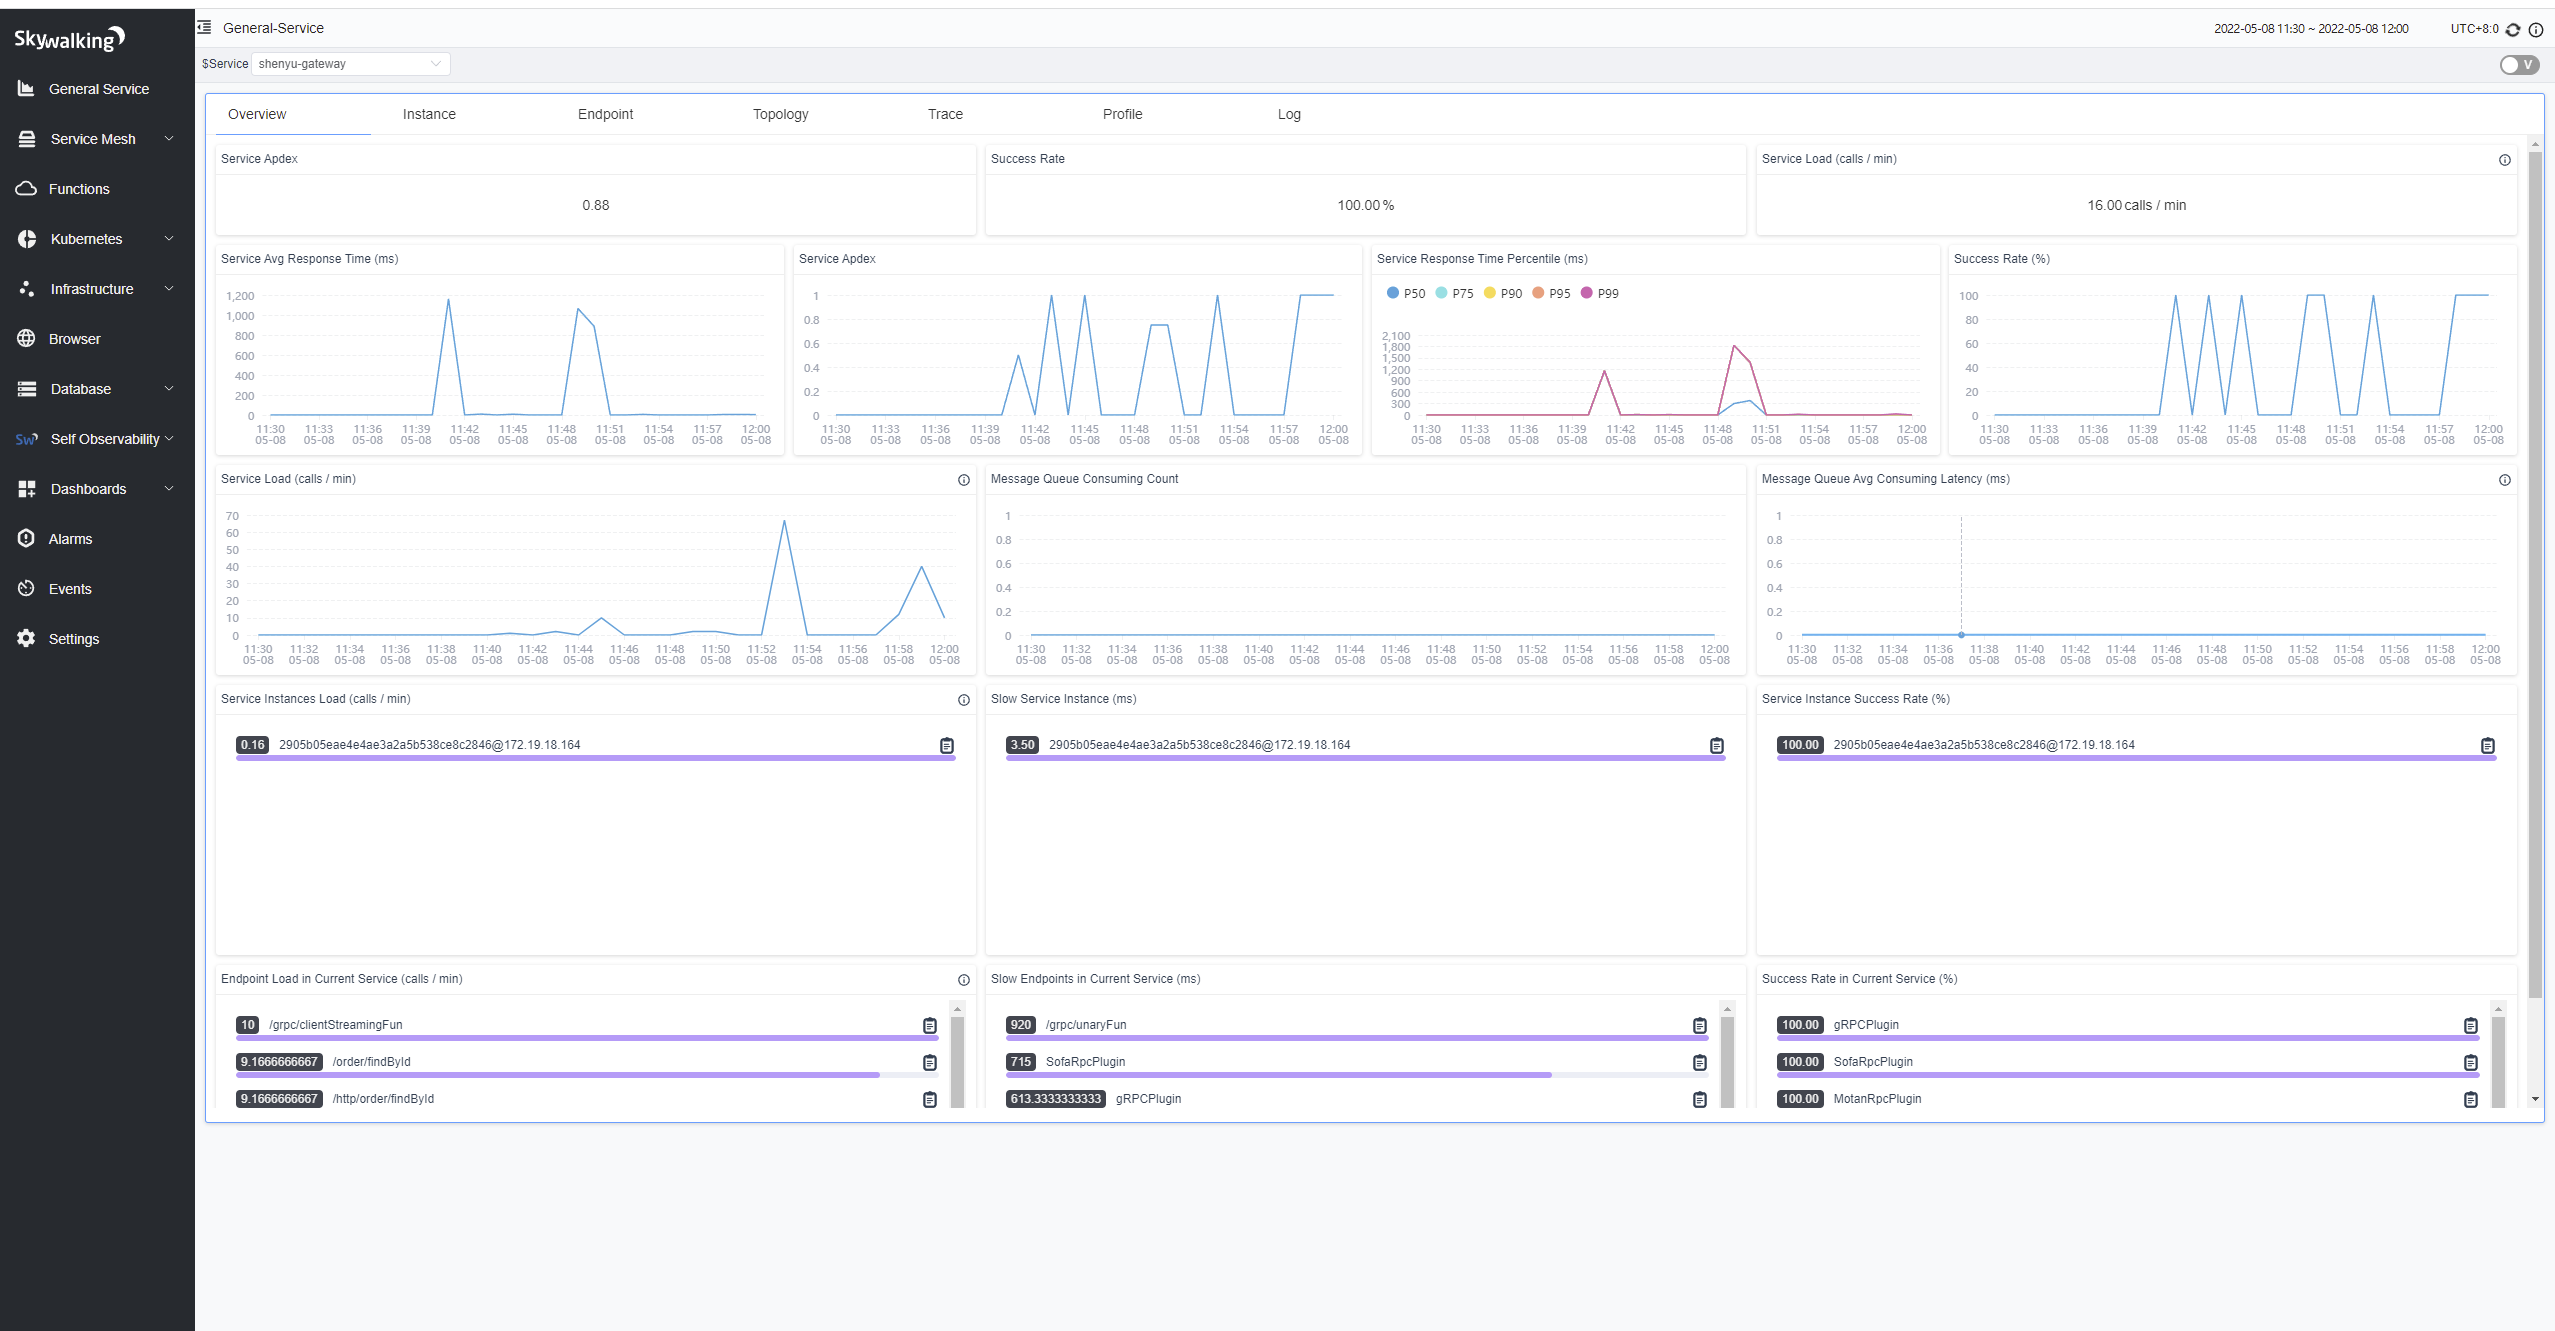 Skywalking
General Service
Service Mesh
Functions
Kubernetes
Infrastructure
Browser
Database
Self Observability
Dashboards
Alarms
Events
Settings
General-Service
2022-05-08 11:30 ~ 2022-05-08 12:00
UTC+8:0
$Service
shenyu-gateway
V
Overview
Instance
Endpoint
Topology
Trace
Profile
Log
Service Apdex
0.88
Success Rate
100.00 %
Service Load (calls / min)
16.00 calls / min
Service Avg Response Time (ms)
1,200
1,000
800
600
400
200
0
11:30 11:33 11:36 11:39 11:42 11:45 11:48 11:51 11:54 11:57 12:00
05-08 05-08 05-08 05-08 05-08 05-08 05-08 05-08 05-08 05-08 05-08
Service Apdex
1
0.8
0.6
0.4
0.2
0
11:30 11:33 11:36 11:39 11:42 11:45 11:48 11:51 11:54 11:57 12:00
05-08 05-08 05-08 05-08 05-08 05-08 05-08 05-08 05-08 05-08 05-08
Service Response Time Percentile (ms)
P50 P75 P90 P95 P99
2,100
1,800
1,500
1,200
900
600
300
0
11:30 11:33 11:36 11:39 11:42 11:45 11:48 11:51 11:54 11:57 12:00
05-08 05-08 05-08 05-08 05-08 05-08 05-08 05-08 05-08 05-08 05-08
Success Rate (%)
100
80
60
40
20
0
11:30 11:33 11:36 11:39 11:42 11:45 11:48 11:51 11:54 11:57 12:00
05-08 05-08 05-08 05-08 05-08 05-08 05-08 05-08 05-08 05-08 05-08
Service Load (calls / min)
70
60
50
40
30
20
10
0
11:30 11:32 11:34 11:36 11:38 11:40 11:42 11:44 11:46 11:48 11:50 11:52 11:54 11:56 11:58 12:00
05-08 05-08 05-08 05-08 05-08 05-08 05-08 05-08 05-08 05-08 05-08 05-08 05-08 05-08 05-08 05-08
Message Queue Consuming Count
1
0.8
0.6
0.4
0.2
0
11:30 11:32 11:34 11:36 11:38 11:40 11:42 11:44 11:46 11:48 11:50 11:52 11:54 11:56 11:58 12:00
05-08 05-08 05-08 05-08 05-08 05-08 05-08 05-08 05-08 05-08 05-08 05-08 05-08 05-08 05-08 05-08
Message Queue Avg Consuming Latency (ms)
1
0.8
0.6
0.4
0.2
0
11:30 11:32 11:34 11:36 11:38 11:40 11:42 11:44 11:46 11:48 11:50 11:52 11:54 11:56 11:58 12:00
05-08 05-08 05-08 05-08 05-08 05-08 05-08 05-08 05-08 05-08 05-08 05-08 05-08 05-08 05-08 05-08
Service Instances Load (calls / min)
0.16 2905b05eae4e4ae3a2a5b538ce8c2846@172.19.18.164
Slow Service Instance (ms)
3.50 2905b05eae4e4ae3a2a5b538ce8c2846@172.19.18.164
Service Instance Success Rate (%)
100.00 2905b05eae4e4ae3a2a5b538ce8c2846@172.19.18.164
Endpoint Load in Current Service (calls / min)
10 /grpc/clientStreamingFun
9.1666666667 /order/findById
9.1666666667 /http/order/findById
Slow Endpoints in Current Service (ms)
920 /grpc/unaryFun
715 SofaRpcPlugin
613.3333333333 gRPCPlugin
Success Rate in Current Service (%)
100.00 gRPCPlugin
100.00 SofaRpcPlugin
100.00 MotanRpcPlugin